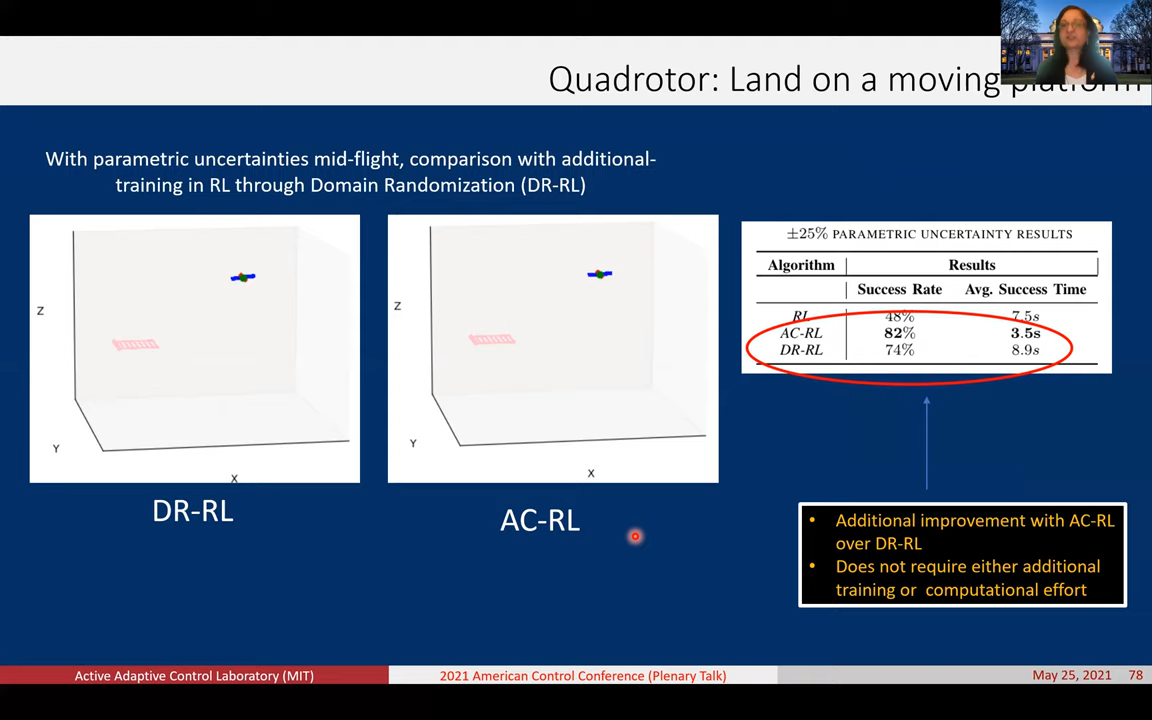 Quadrotor: Land on a moving platform
With parametric uncertainties mid-flight, comparison with additional-
training in RL through Domain Randomization (DR-RL)
Z
Y
X
DR-RL
Z
Y
X
AC-RL
±25% PARAMETRIC UNCERTAINTY RESULTS
Algorithm Results
Success Rate Avg. Success Time
RL 48% 7.5s
AC-RL 82% 3.5s
DR-RL 74% 8.9s
• Additional improvement with AC-RL
over DR-RL
• Does not require either additional
training or computational effort
Active Adaptive Control Laboratory (MIT)
2021 American Control Conference (Plenary Talk)
May 25, 2021 78